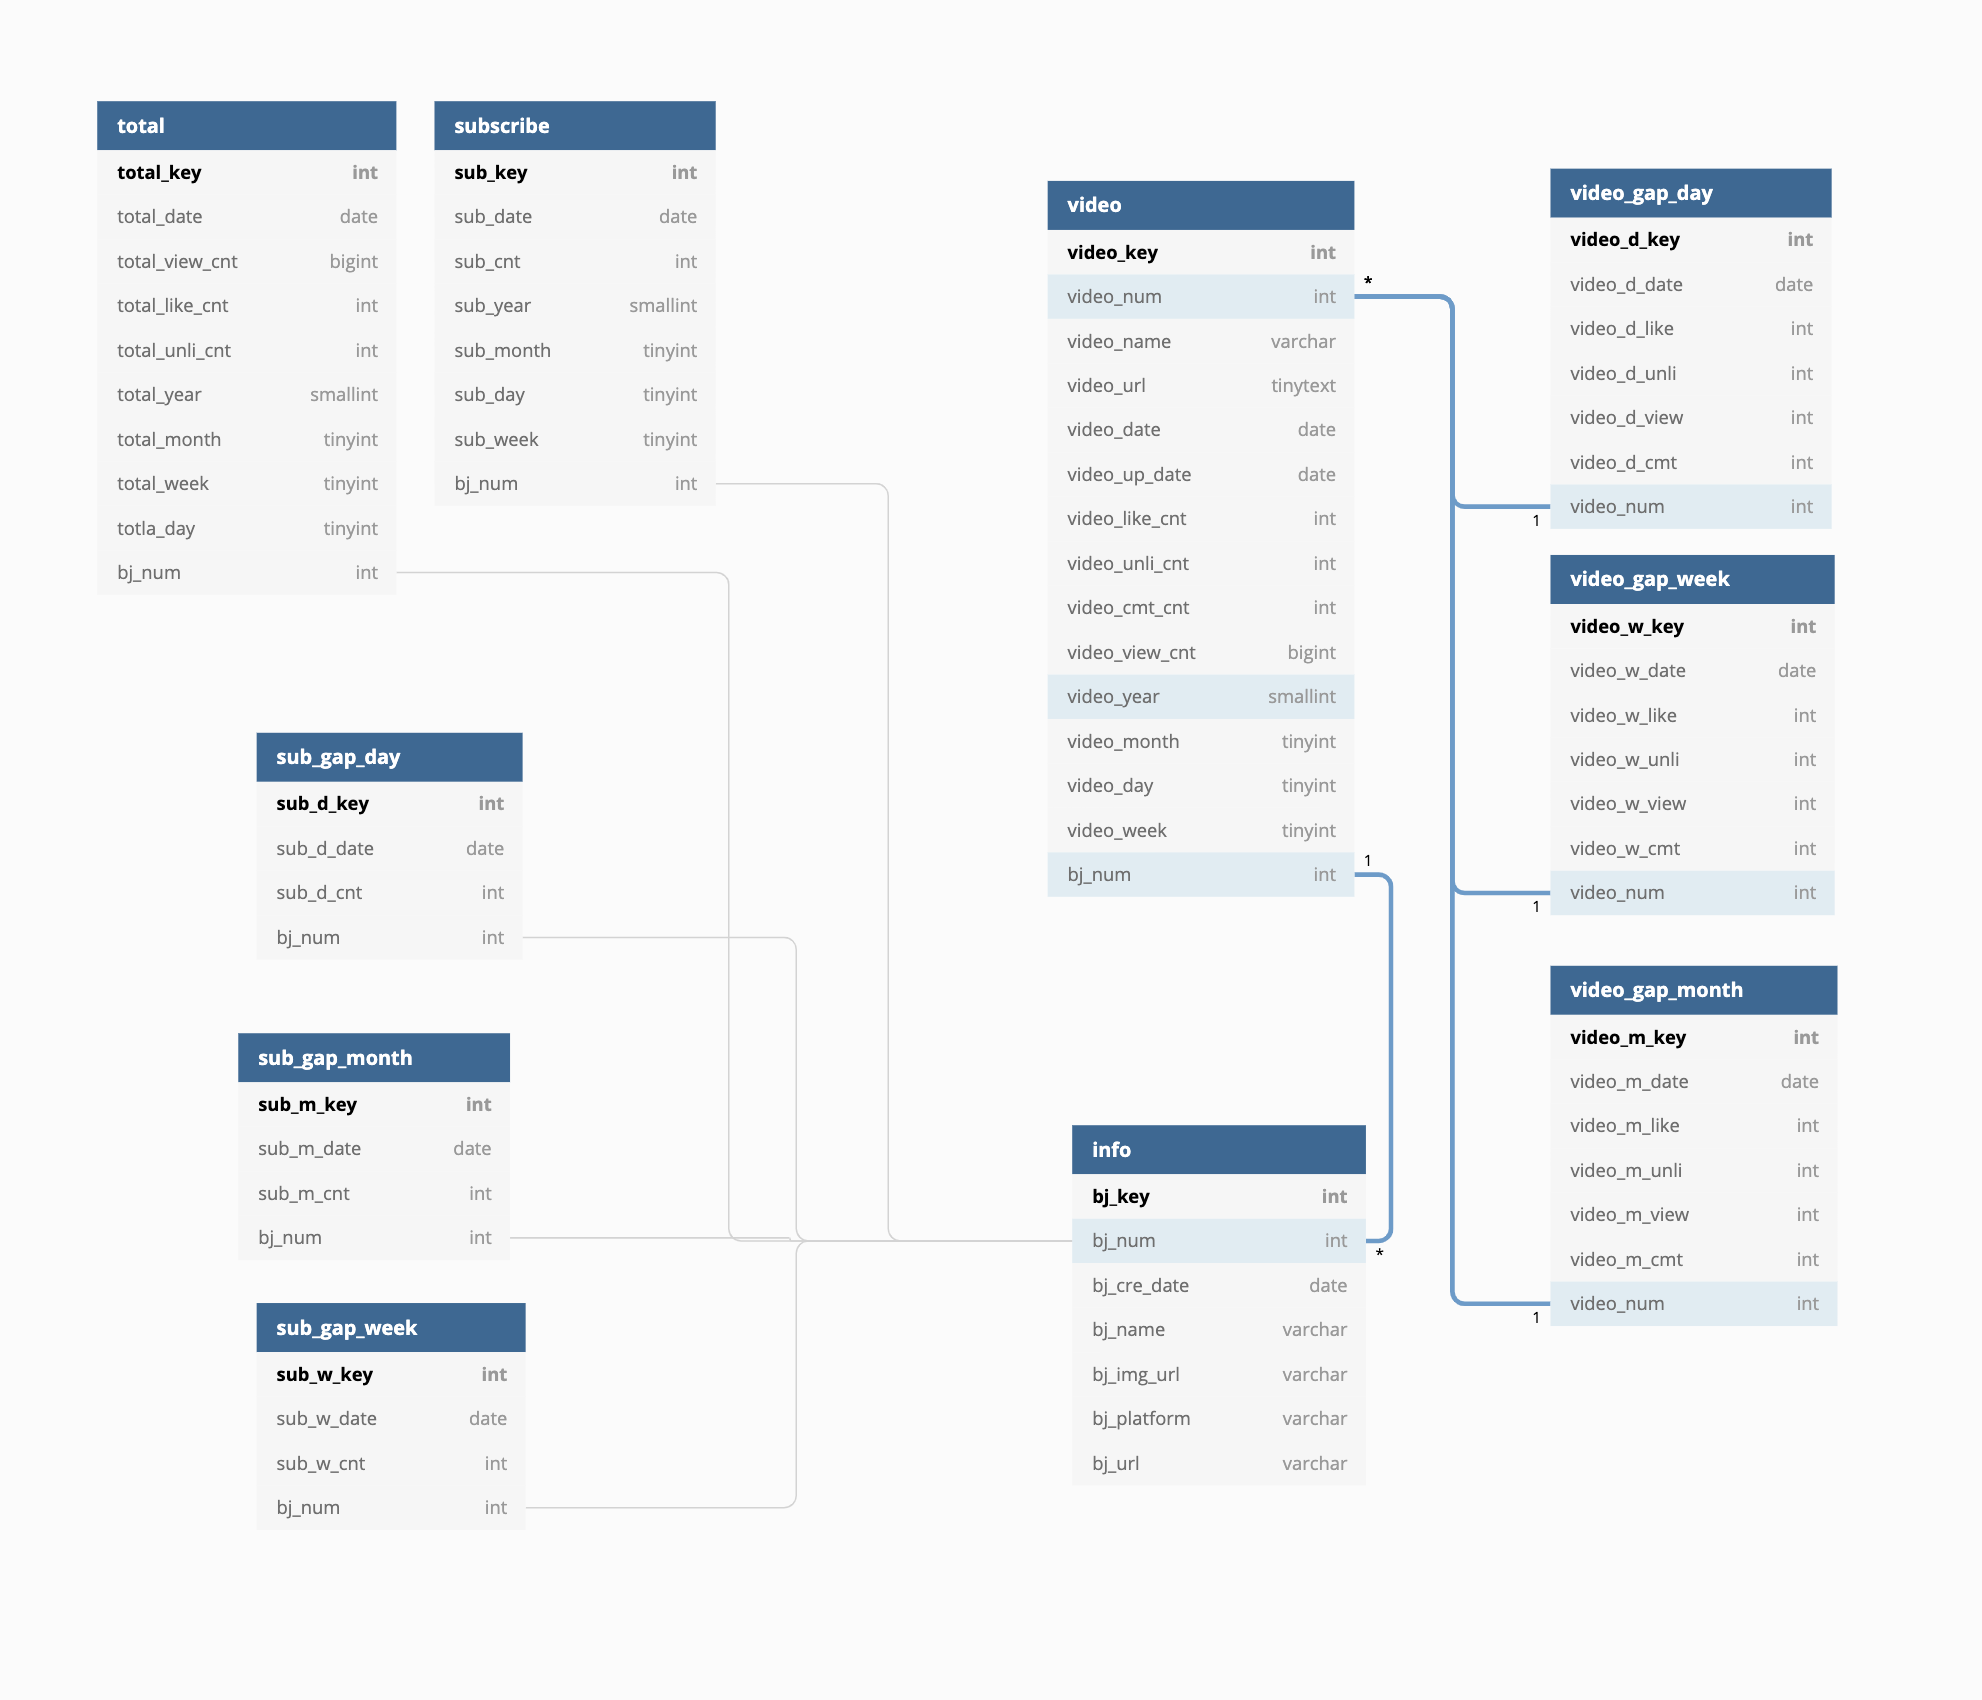 total
total_key int
total_date date
total_view_cnt bigint
total_like_cnt int
total_unli_cnt int
total_year smallint
total_month tinyint
total_week tinyint
totla_day tinyint
bj_num int
subscribe
sub_key int
sub_date date
sub_cnt int
sub_year smallint
sub_month tinyint
sub_day tinyint
sub_week tinyint
bj_num int
sub_gap_day
sub_d_key int
sub_d_date date
sub_d_cnt int
bj_num int
sub_gap_month
sub_m_key int
sub_m_date date
sub_m_cnt int
bj_num int
sub_gap_week
sub_w_key int
sub_w_date date
sub_w_cnt int
bj_num int
video
video_key int
video_num int *
video_name varchar
video_url tinytext
video_date date
video_up_date date
video_like_cnt int
video_unli_cnt int
video_cmt_cnt int
video_view_cnt bigint
video_year smallint
video_month tinyint
video_day tinyint
video_week tinyint
bj_num int 1
info
bj_key int
bj_num int *
bj_cre_date date
bj_name varchar
bj_img_url varchar
bj_platform varchar
bj_url varchar
video_gap_day
video_d_key int
video_d_date date
video_d_like int
video_d_unli int
video_d_view int
video_d_cmt int
1 video_num int
video_gap_week
video_w_key int
video_w_date date
video_w_like int
video_w_unli int
video_w_view int
video_w_cmt int
1 video_num int
video_gap_month
video_m_key int
video_m_date date
video_m_like int
video_m_unli int
video_m_view int
video_m_cmt int
1 video_num int